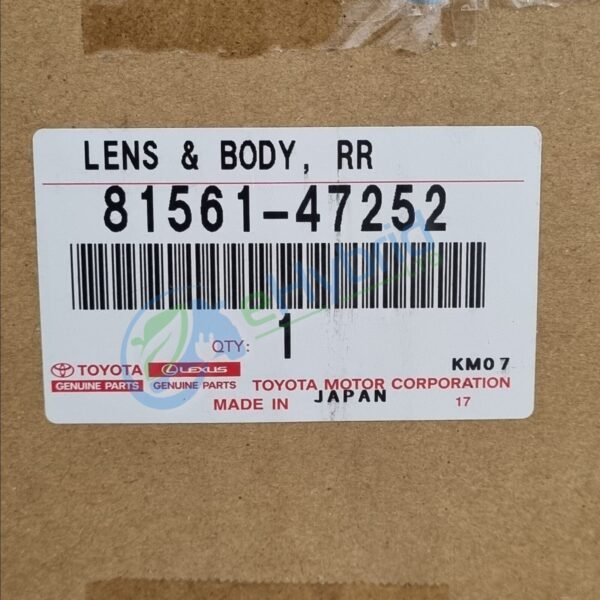 LENS & BODY, RR
81561-47252
eHybrid
QTY: 1
TOYOTA LEXUS KM07
GENUINE PARTS GENUINE PARTS TOYOTA MOTOR CORPORATION
MADE IN JAPAN 17